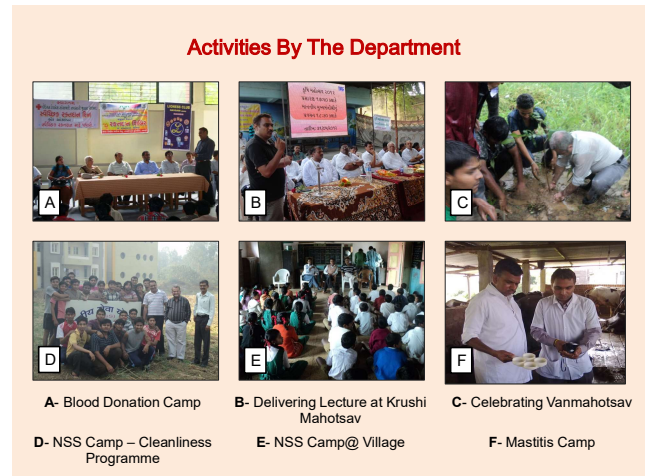 Activities By The Department
A
B
C
D
E
F
A- Blood Donation Camp
B- Delivering Lecture at Krushi
Mahotsav
C- Celebrating Vanmahotsav
D- NSS Camp – Cleanliness
Programme
E- NSS Camp@ Village
F- Mastitis Camp